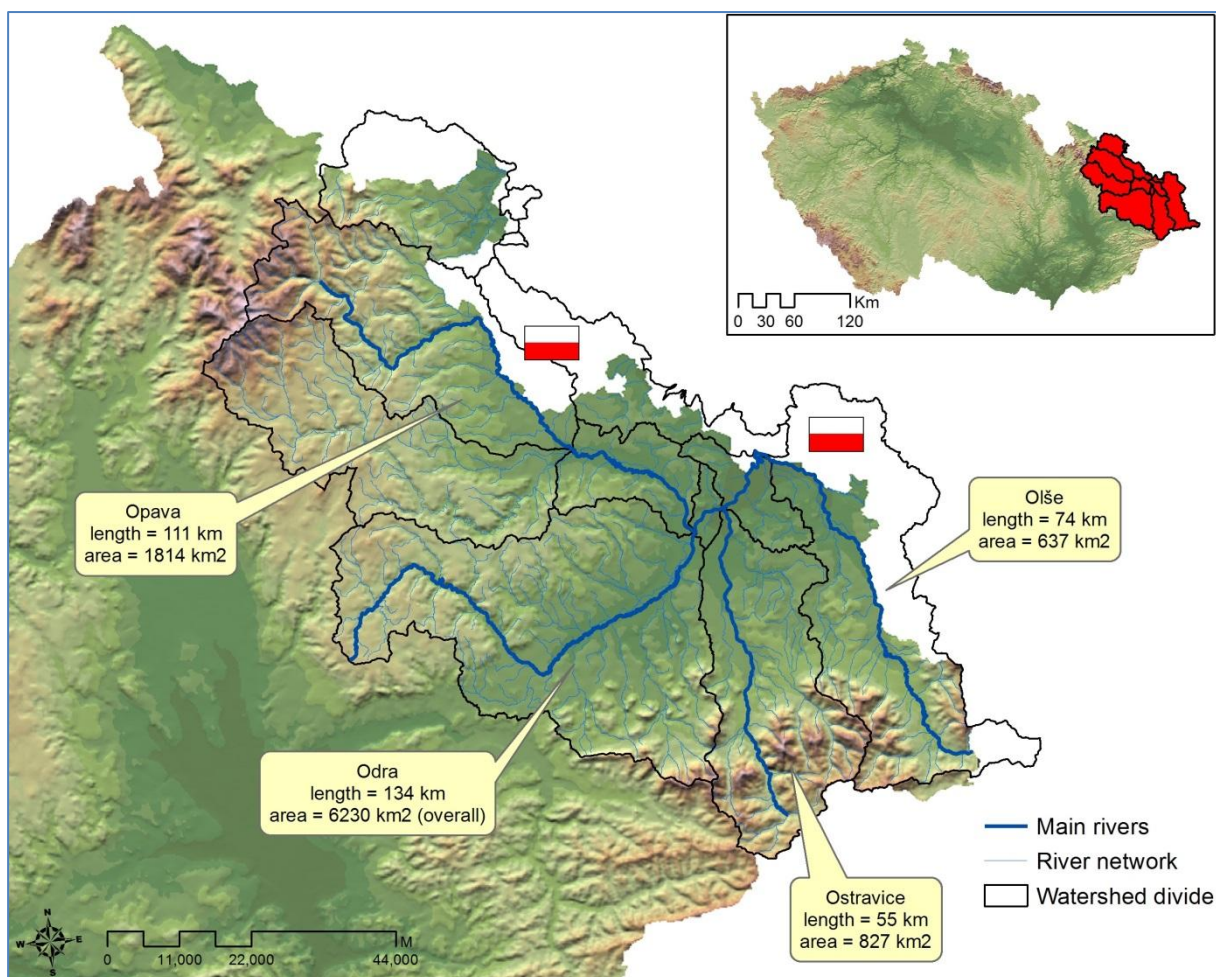 Km
0 30 60 120
Opava
length = 111 km
area = 1814 km2
Olše
length = 74 km
area = 637 km2
Odra
length = 134 km
area = 6230 km2 (overall)
Ostravice
length = 55 km
area = 827 km2
Main rivers
River network
Watershed divide
N
W E
S
M
0 11,000 22,000 44,000